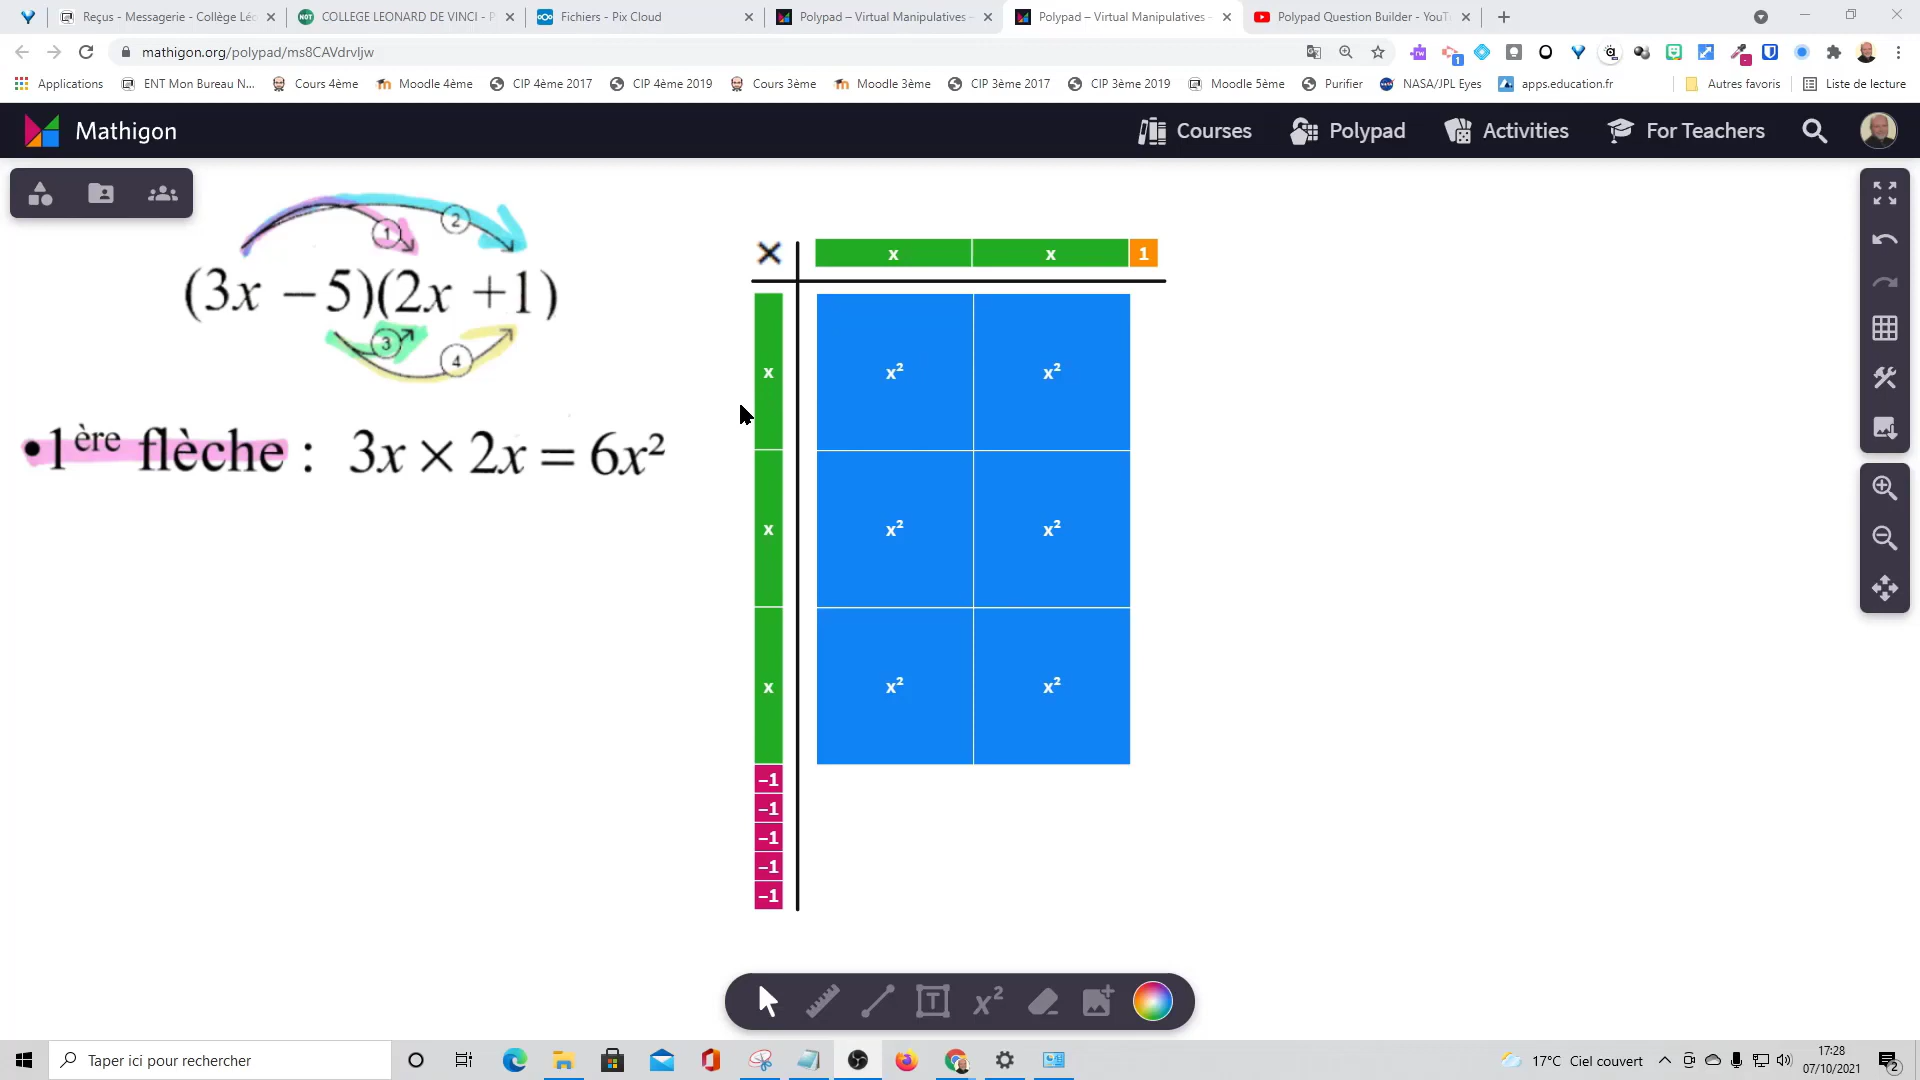 Reçus - Messagerie - Collège Léo
COLLEGE LEONARD DE VINCI - P
Fichiers - Pix Cloud
Polypad – Virtual Manipulatives -
Polypad – Virtual Manipulatives -
Polypad Question Builder - YouT
mathigon.org/polypad/ms8CAVdrvljw
Applications
ENT Mon Bureau N...
Cours 4ème
Moodle 4ème
CIP 4ème 2017
CIP 4ème 2019
Cours 3ème
Moodle 3ème
CIP 3ème 2017
CIP 3ème 2019
Moodle 5ème
Purifier
NASA/JPL Eyes
apps.education.fr
Autres favoris
Liste de lecture
Mathigon
Courses
Polypad
Activities
For Teachers
1 2
(3x − 5)(2x + 1)
3 4
•1ère flèche : 3x × 2x = 6x²
× x x 1
x x² x²
x x² x²
x x² x²
−1
−1
−1
−1
−1
T x²
Taper ici pour rechercher
17°C Ciel couvert
17:28
07/10/2021
2